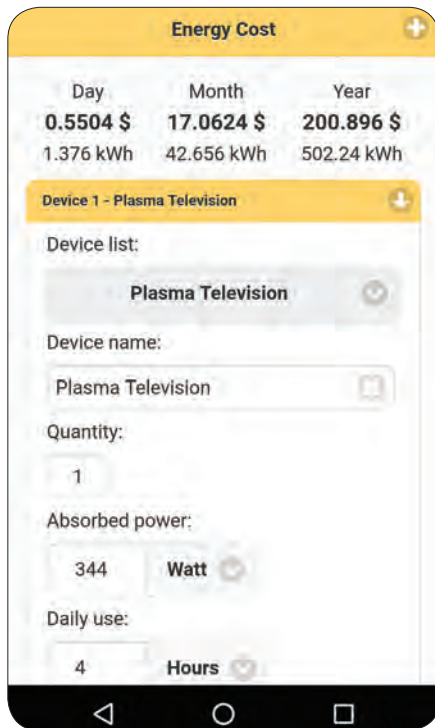 Energy Cost
Day Month Year
0.5504 $ 17.0624 $ 200.896 $
1.376 kWh 42.656 kWh 502.24 kWh
Device 1 - Plasma Television
Device list:
Plasma Television
Device name:
Plasma Television
Quantity:
1
Absorbed power:
344 Watt
Daily use:
4 Hours